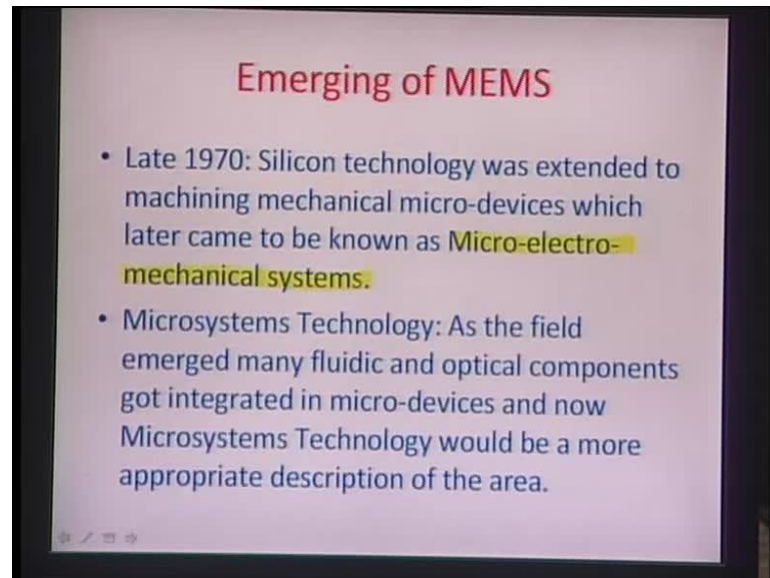 Emerging of MEMS
• Late 1970: Silicon technology was extended to
machining mechanical micro-devices which
later came to be known as Micro-electro-
mechanical systems.
• Microsystems Technology: As the field
emerged many fluidic and optical components
got integrated in micro-devices and now
Microsystems Technology would be a more
appropriate description of the area.